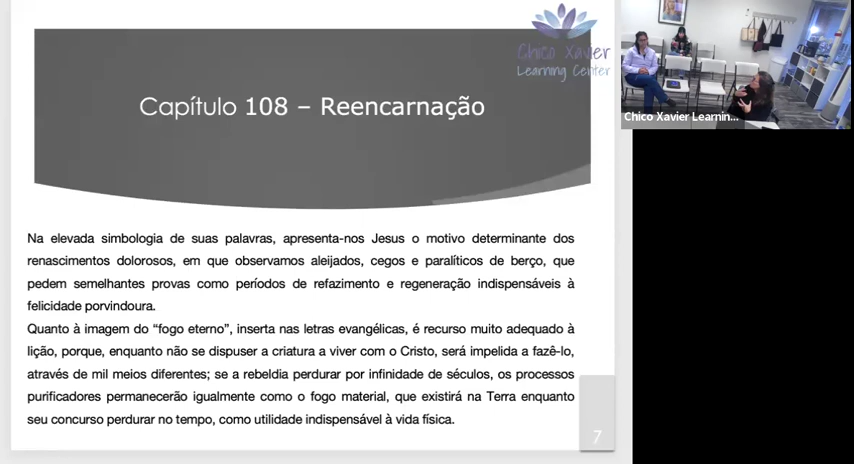 Chico Xavier
Learning Center
Capítulo 108 – Reencarnação
Na elevada simbologia de suas palavras, apresenta-nos Jesus o motivo determinante dos
renascimentos dolorosos, em que observamos aleijados, cegos e paralíticos de berço, que
pedem semelhantes provas como períodos de refazimento e regeneração indispensáveis à
felicidade porvindoura.
Quanto à imagem do “fogo eterno”, inserta nas letras evangélicas, é recurso muito adequado à
lição, porque, enquanto não se dispuser a criatura a viver com o Cristo, será impelida a fazê-lo,
através de mil meios diferentes; se a rebeldia perdurar por infinidade de séculos, os processos
purificadores permanecerão igualmente como o fogo material, que existirá na Terra enquanto
seu concurso perdurar no tempo, como utilidade indispensável à vida física.
7
Chico Xavier Learnin...